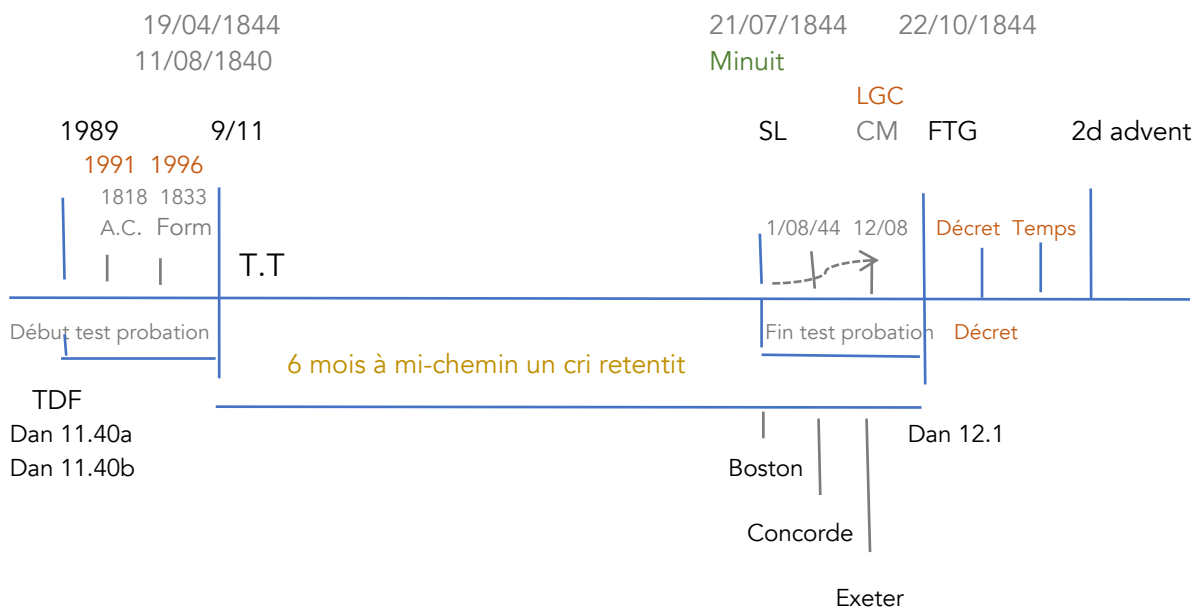 19/04/1844 21/07/1844 22/10/1844
11/08/1840 Minuit
LGC
1989 9/11 SL CM FTG 2d advent
1991 1996
1818 1833
A.C. Form
1/08/44 12/08 Décret Temps
T.T
Début test probation Fin test probation Décret
6 mois à mi-chemin un cri retentit
TDF
Dan 11.40a Dan 12.1
Dan 11.40b Boston
Concorde
Exeter